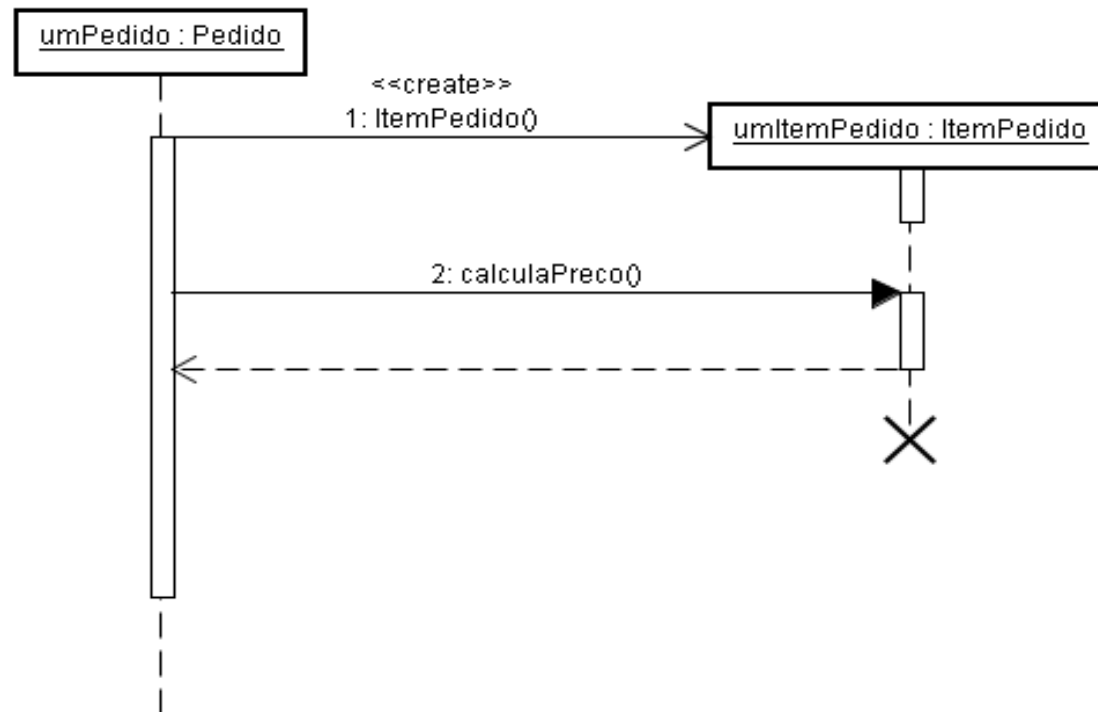 umPedido : Pedido
<<create>>
1: ItemPedido()
umItemPedido : ItemPedido
2: calculaPreco()